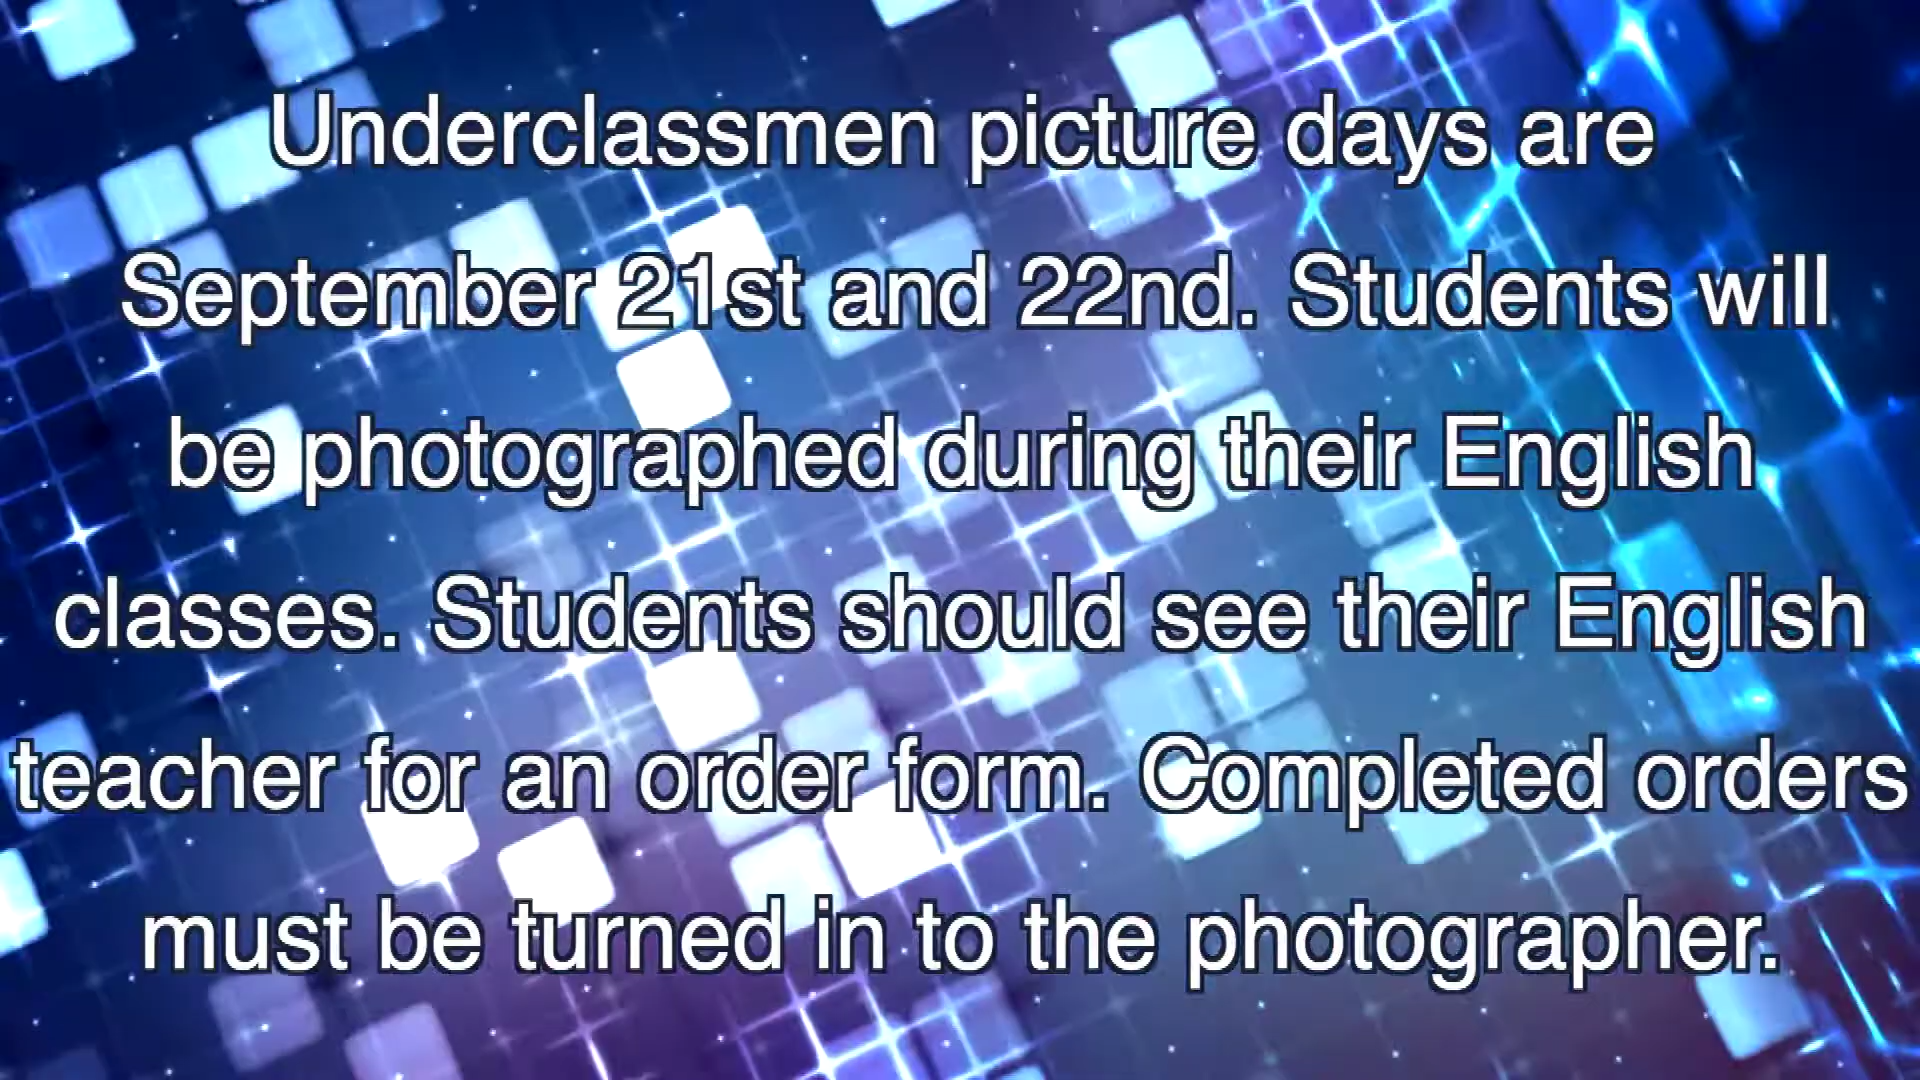 Underclassmen picture days are
September 21st and 22nd. Students will
be photographed during their English
classes. Students should see their English
teacher for an order form. Completed orders
must be turned in to the photographer.